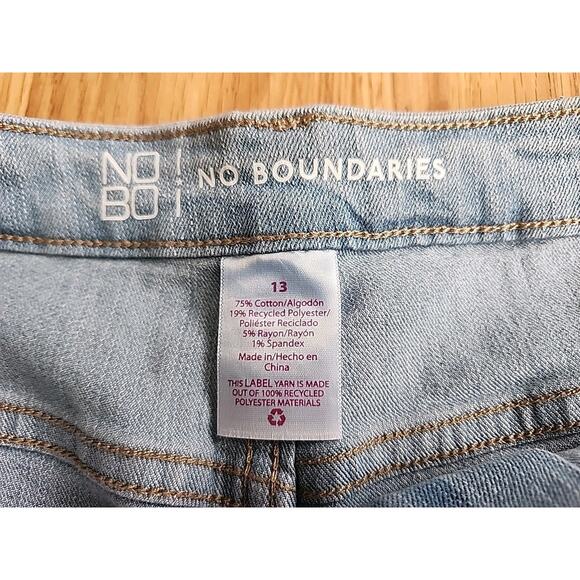 NO
BO
NO BOUNDARIES
13
75% Cotton/Algodón
19% Recycled Polyester/
Poliéster Reciclado
5% Rayon/Rayón
1% Spandex
Made in/Hecho en
China
THIS LABEL YARN IS MADE
OUT OF 100% RECYCLED
POLYESTER MATERIALS